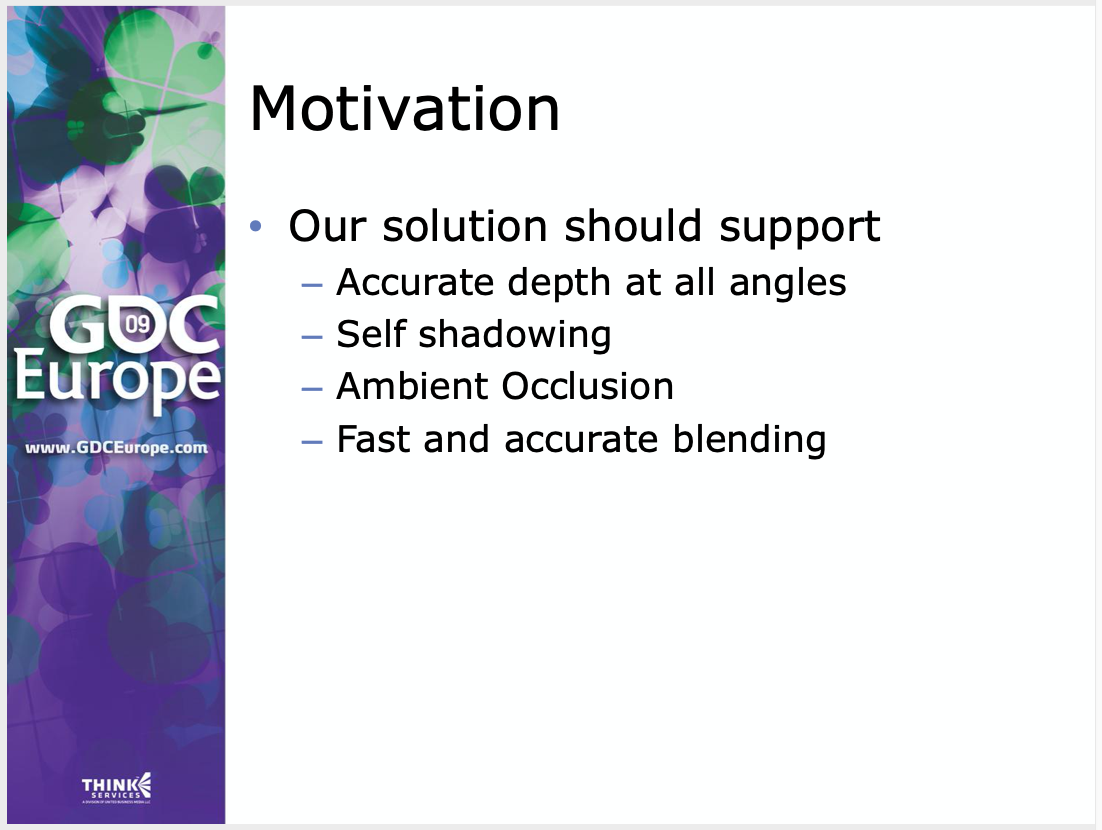 Motivation
• Our solution should support
– Accurate depth at all angles
– Self shadowing
– Ambient Occlusion
– Fast and accurate blending
GDC
09
Europe
www.GDCEurope.com
THINK
SERVICES
A DIVISION OF UNITED BUSINESS MEDIA LLC